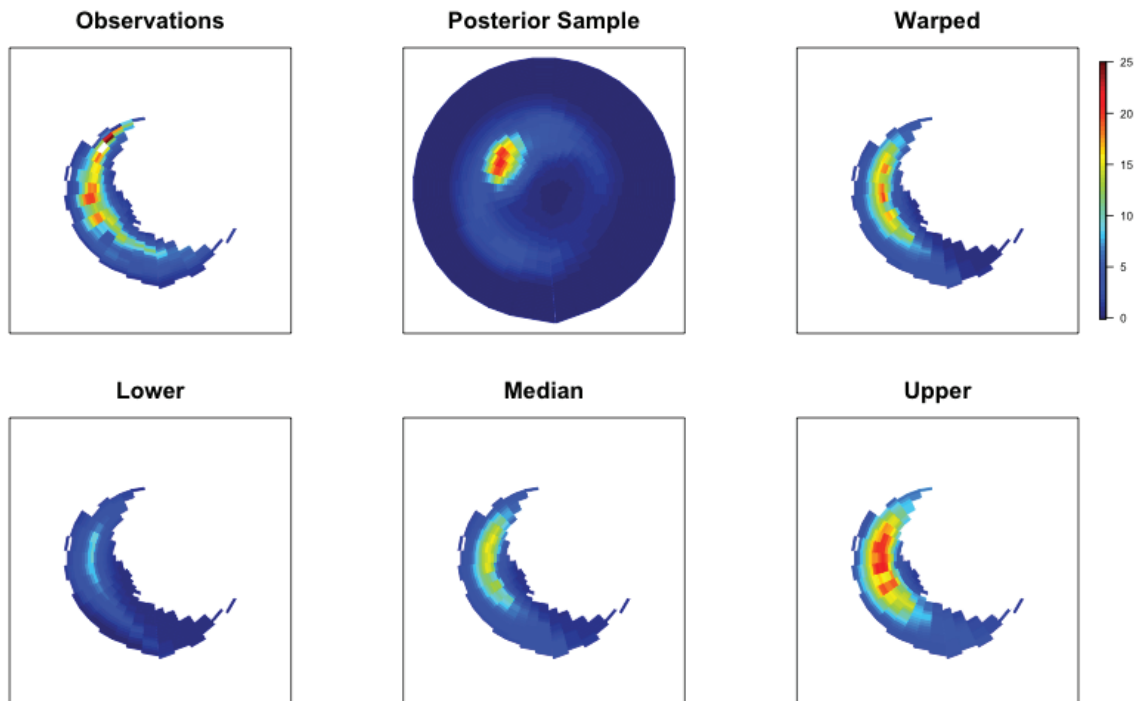 Observations
Posterior Sample
Warped
25
20
15
10
5
0
Lower
Median
Upper